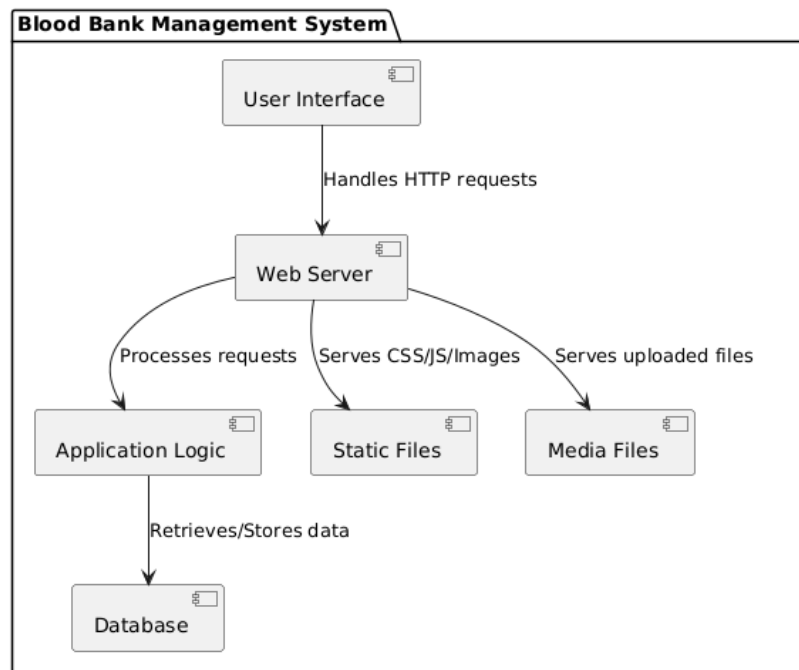 Blood Bank Management System
User Interface
Handles HTTP requests
Web Server
Processes requests
Serves CSS/JS/Images
Serves uploaded files
Application Logic
Static Files
Media Files
Retrieves/Stores data
Database